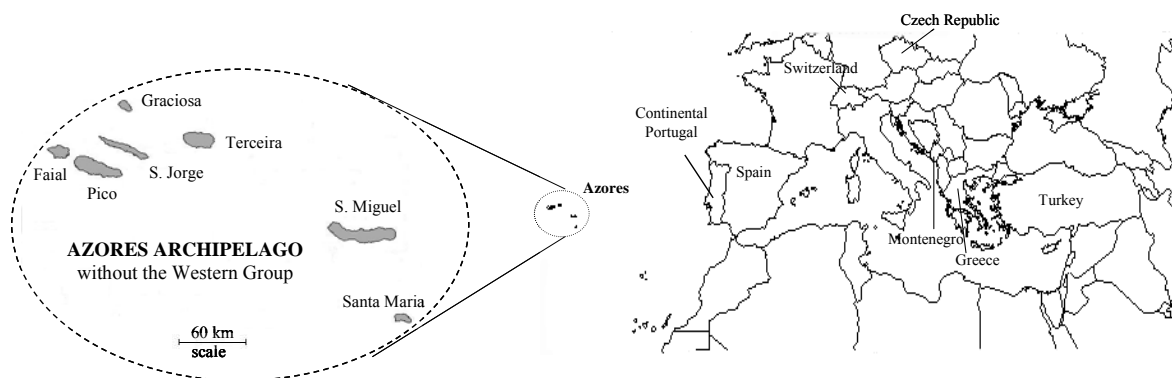 Graciosa
Terceira
Faial
S. Jorge
Pico
S. Miguel
AZORES ARCHIPELAGO
without the Western Group
Santa Maria
60 km
scale
Azores
Czech Republic
Switzerland
Continental
Portugal
Spain
Turkey
Montenegro
Greece